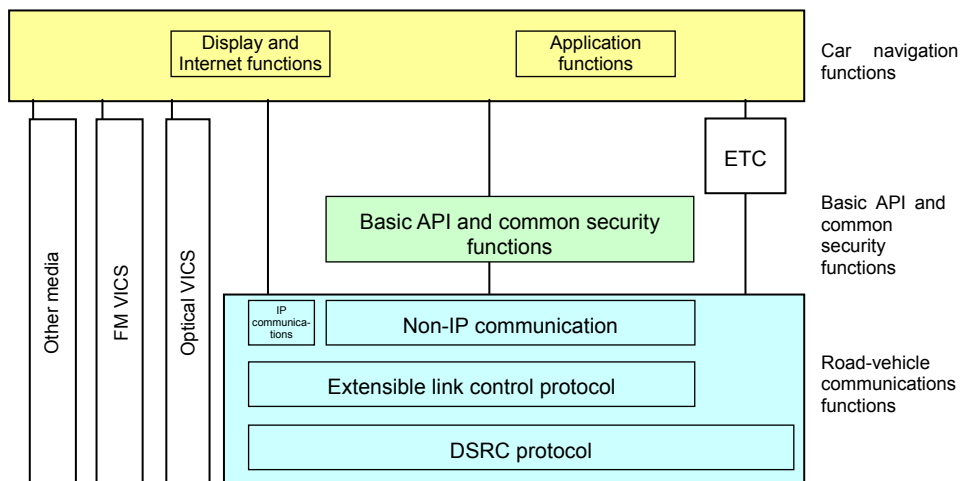 Display and
Internet functions
Application
functions
Car navigation
functions
ETC
Basic API and common security
functions
Basic API and
common
security
functions
Other media
FM VICS
Optical VICS
IP
communica-
tions
Non-IP communication
Extensible link control protocol
DSRC protocol
Road-vehicle
communications
functions